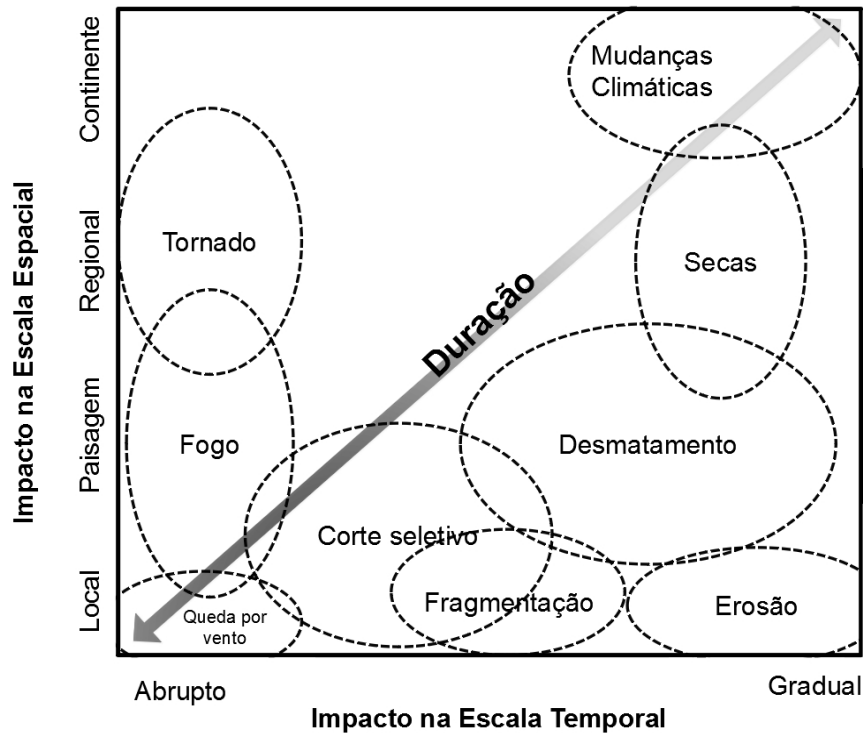 Impacto na Escala Espacial
Continente
Regional
Paisagem
Local
Mudanças
Climáticas
Tornado
Secas
Duração
Fogo
Desmatamento
Corte seletivo
Fragmentação
Erosão
Queda por
vento
Abrupto
Gradual
Impacto na Escala Temporal